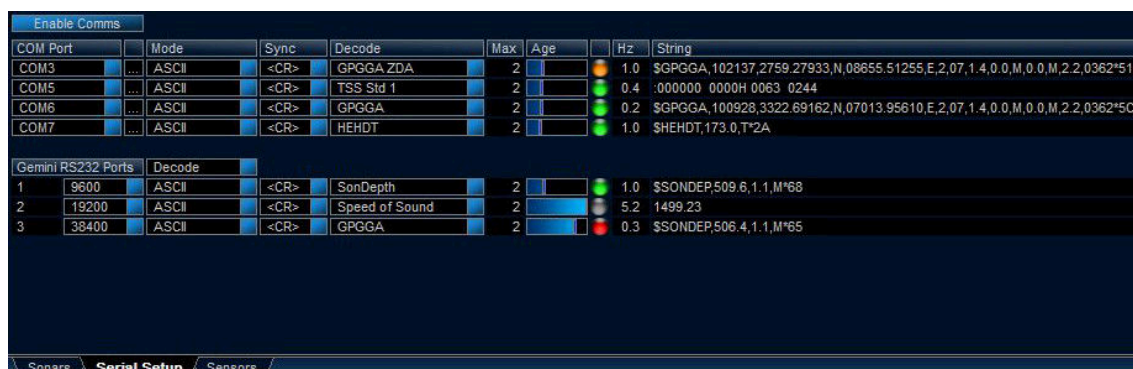 Enable Comms
COM Port Mode Sync Decode Max Age Hz String
COM3 ... ASCII <CR> GPGGA ZDA 2 1.0 $GPGGA,102137,2759.27933,N,08655.51255,E,2,07,1.4,0.0,M,0.0,M,2.2,0362*51
COM5 ... ASCII <CR> TSS Std 1 2 0.4 :000000 0000H 0063 0244
COM6 ... ASCII <CR> GPGGA 2 0.2 $GPGGA,100928,3322.69162,N,07013.95610,E,2,07,1.4,0.0,M,0.0,M,2.2,0362*5C
COM7 ... ASCII <CR> HEHDT 2 1.0 $HEHDT,173.0,T*2A
Gemini RS232 Ports Decode
1 9600 ASCII <CR> SonDepth 2 1.0 $SONDEP,509.6,1.1,M*68
2 19200 ASCII <CR> Speed of Sound 2 5.2 1499.23
3 38400 ASCII <CR> GPGGA 2 0.3 $SONDEP,506.4,1.1,M*65
Sonars Serial Setup Sensors